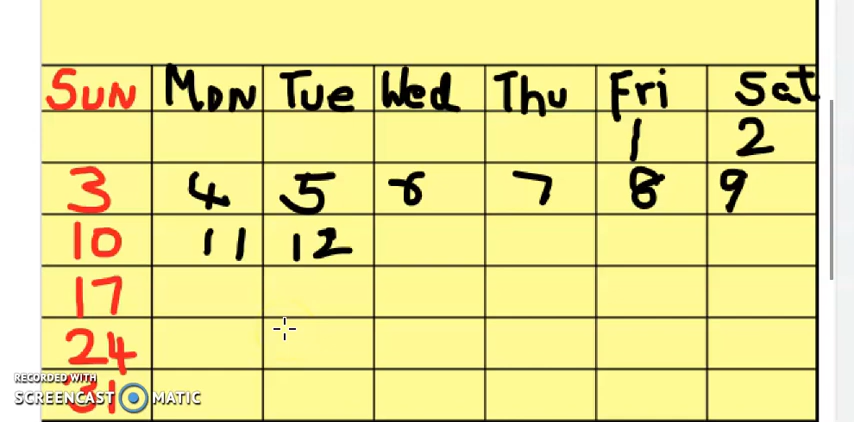 SUN MON Tue Wed Thu Fri Sat
1 2
3 4 5 6 7 8 9
10 11 12
17
24
31
RECORDED WITH
SCREENCAST MATIC